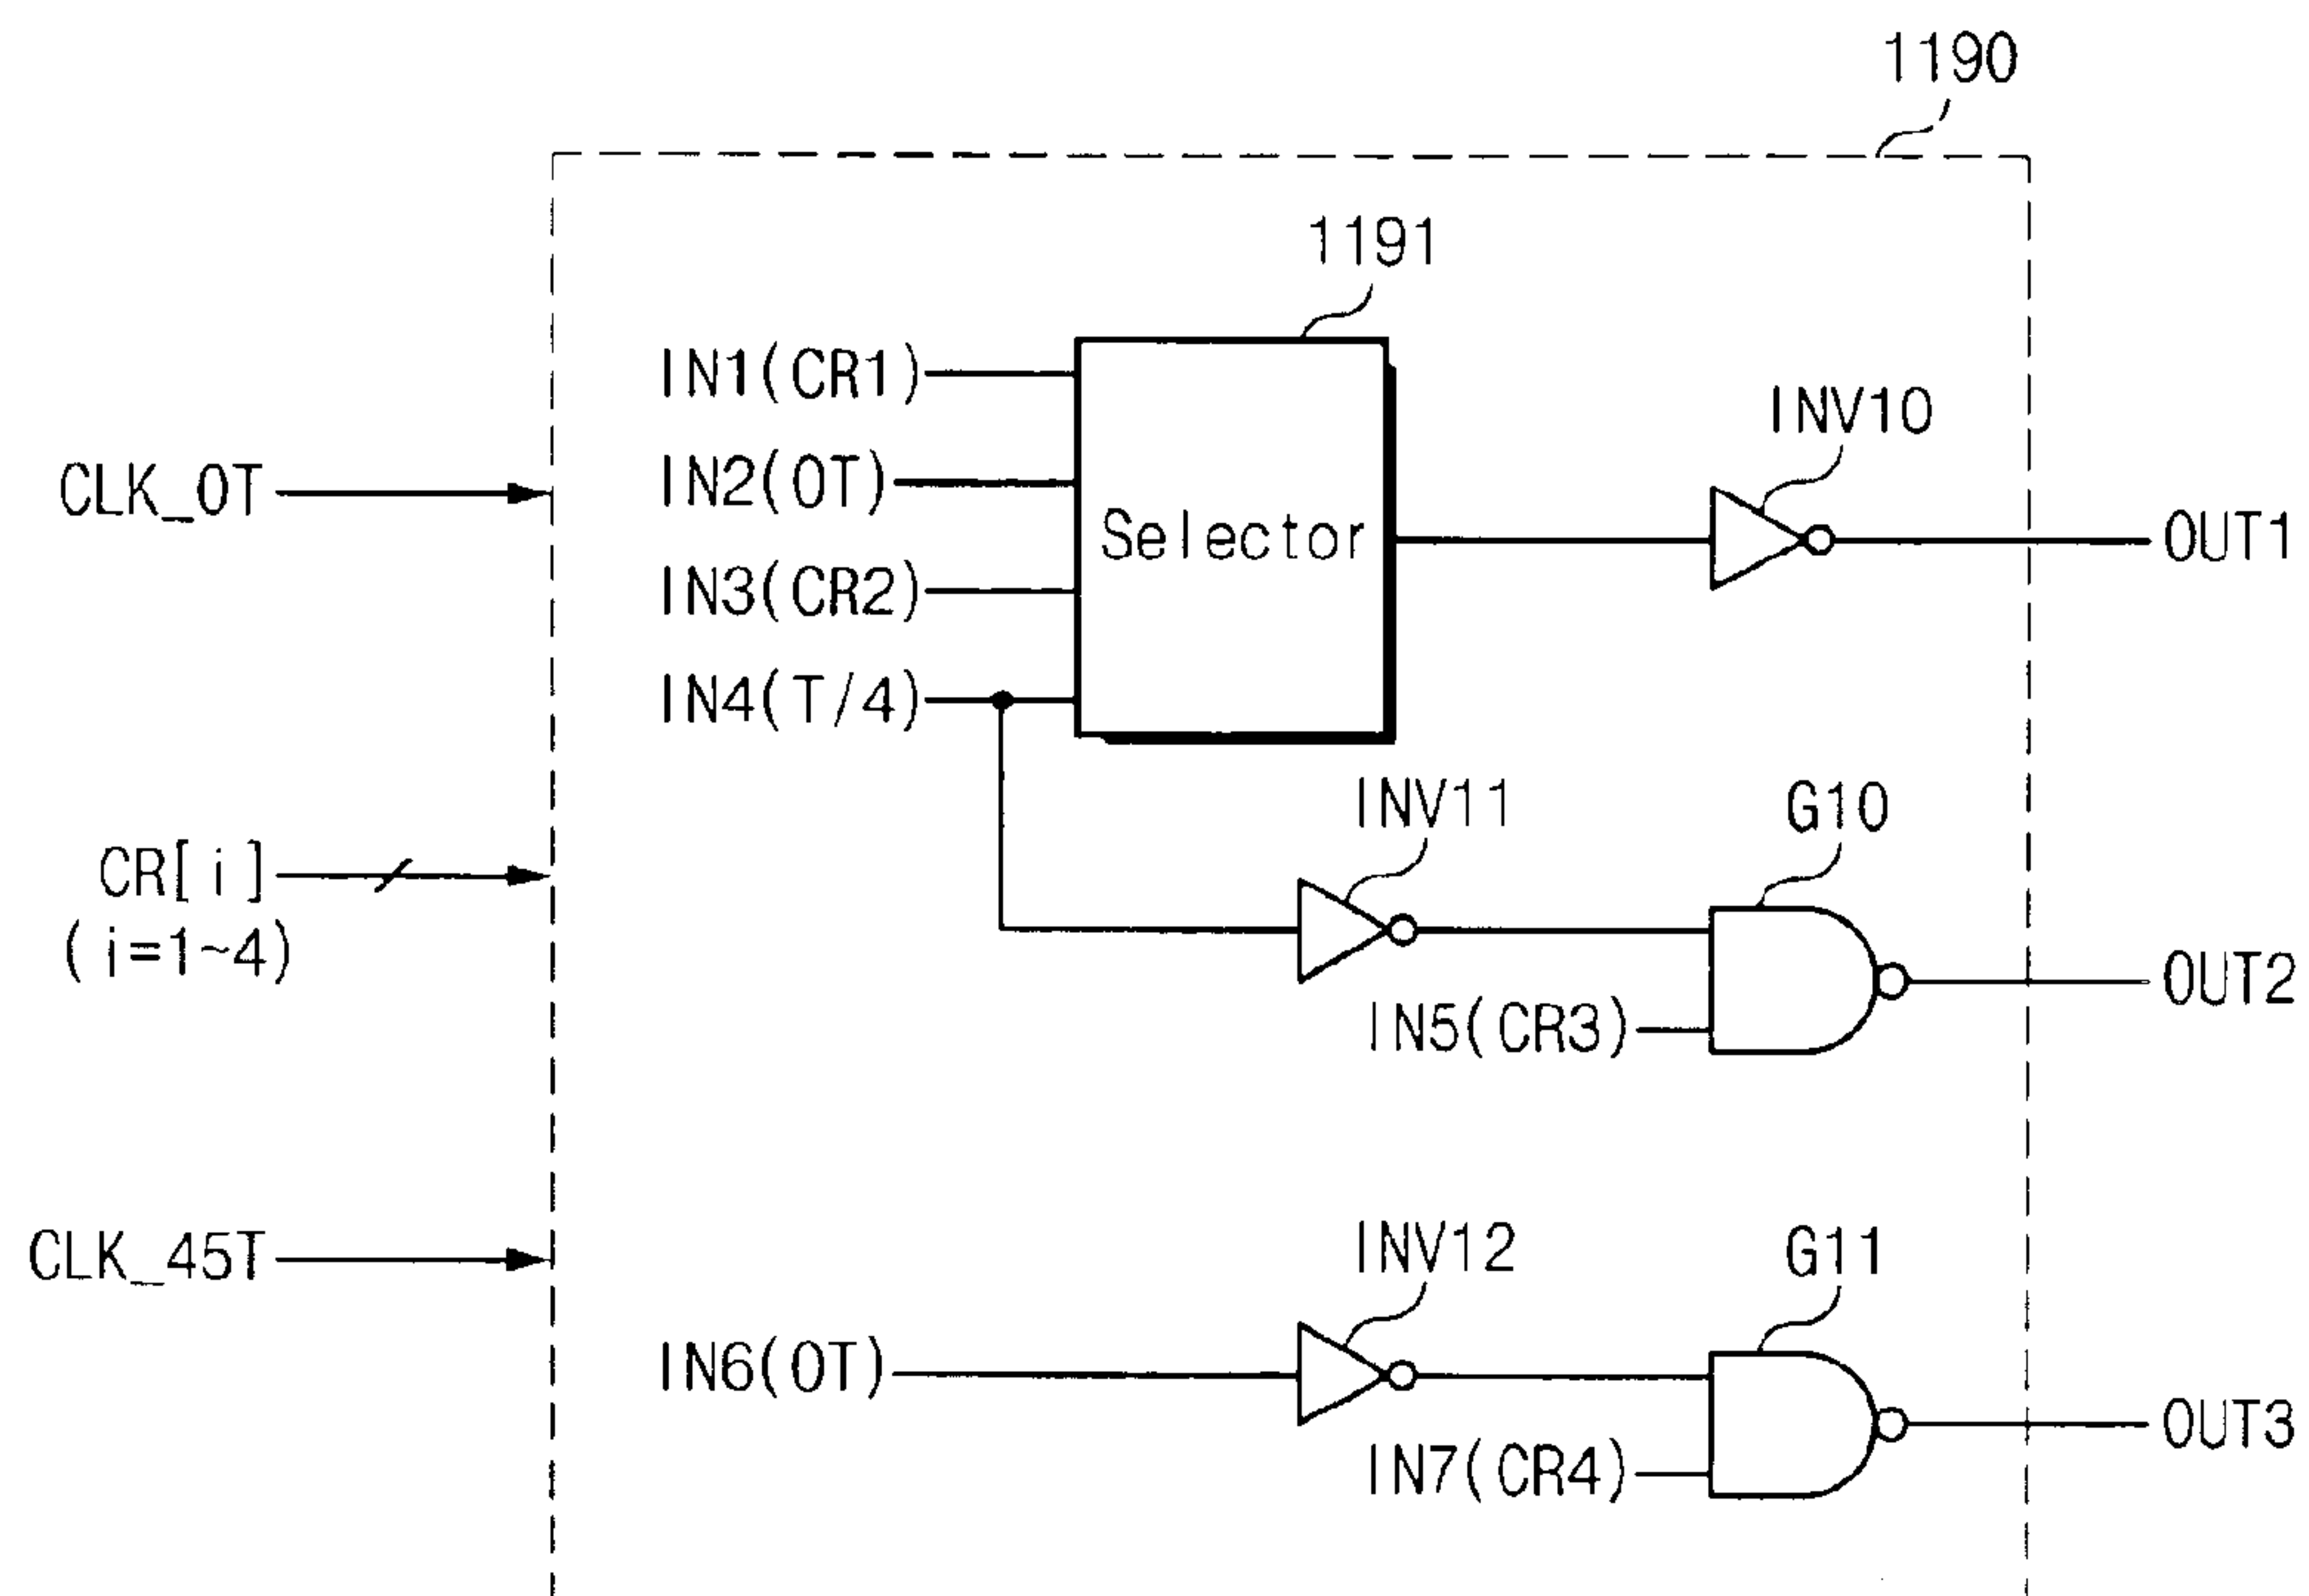 1190
1191
IN1(CR1)
INV10
CLK_0T
IN2(0T)
Selector
OUT1
IN3(CR2)
IN4(T/4)
INV11
G10
CR[i]
(i=1~4)
OUT2
IN5(CR3)
CLK_45T
INV12
G11
IN6(0T)
OUT3
IN7(CR4)